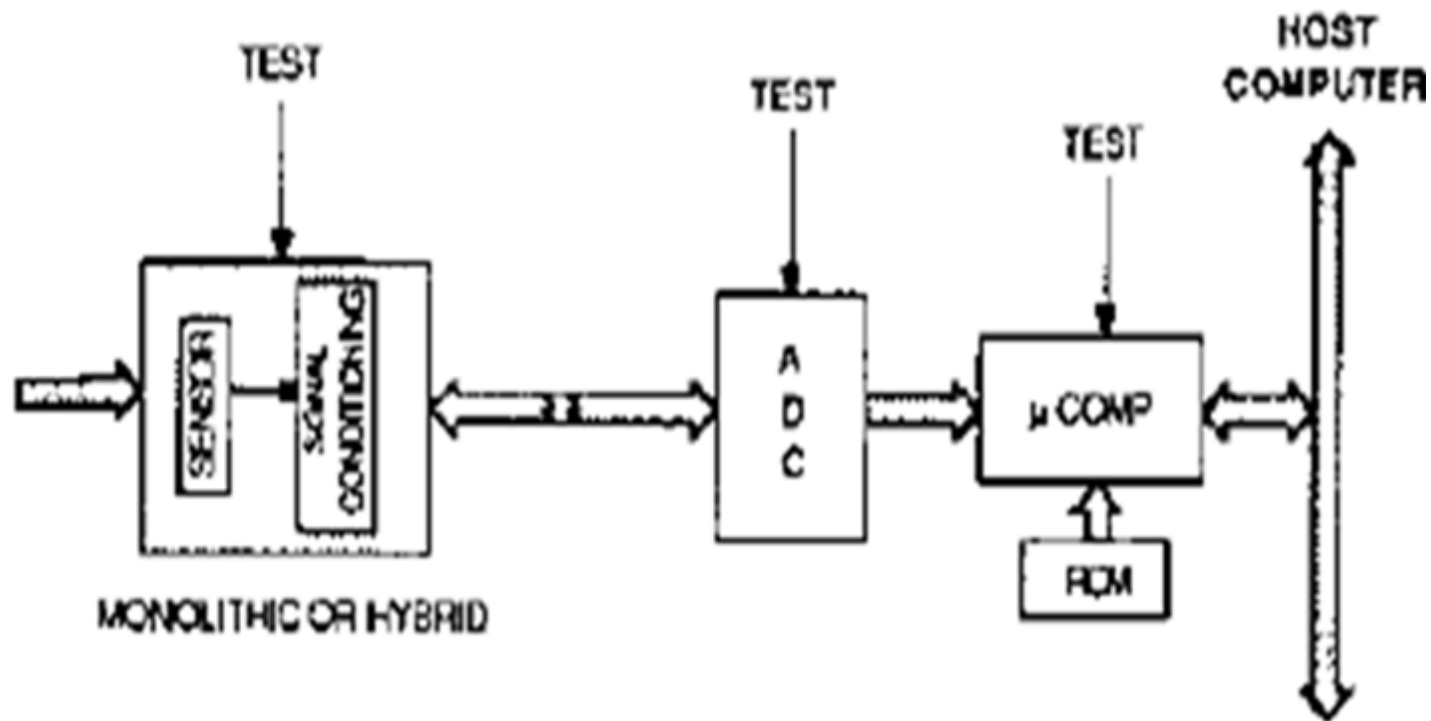 TEST
TEST
TEST
HOST
COMPUTER
SENSOR
SIGNAL
CONDITIONING
A
D
C
μ COMP
ROM
MONOLITHIC OR HYBRID